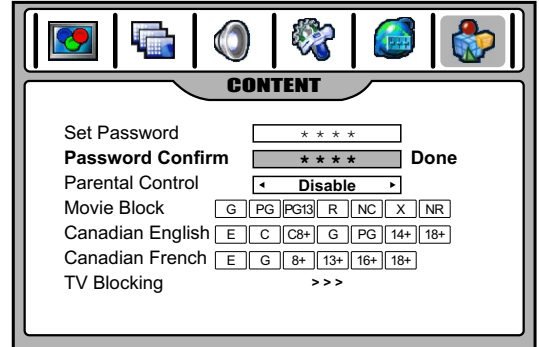 CONTENT
Set Password * * * *
Password Confirm * * * * Done
Parental Control Disable
Movie Block G PG PG13 R NC X NR
Canadian English E C C8+ G PG 14+ 18+
Canadian French E G 8+ 13+ 16+ 18+
TV Blocking >>>